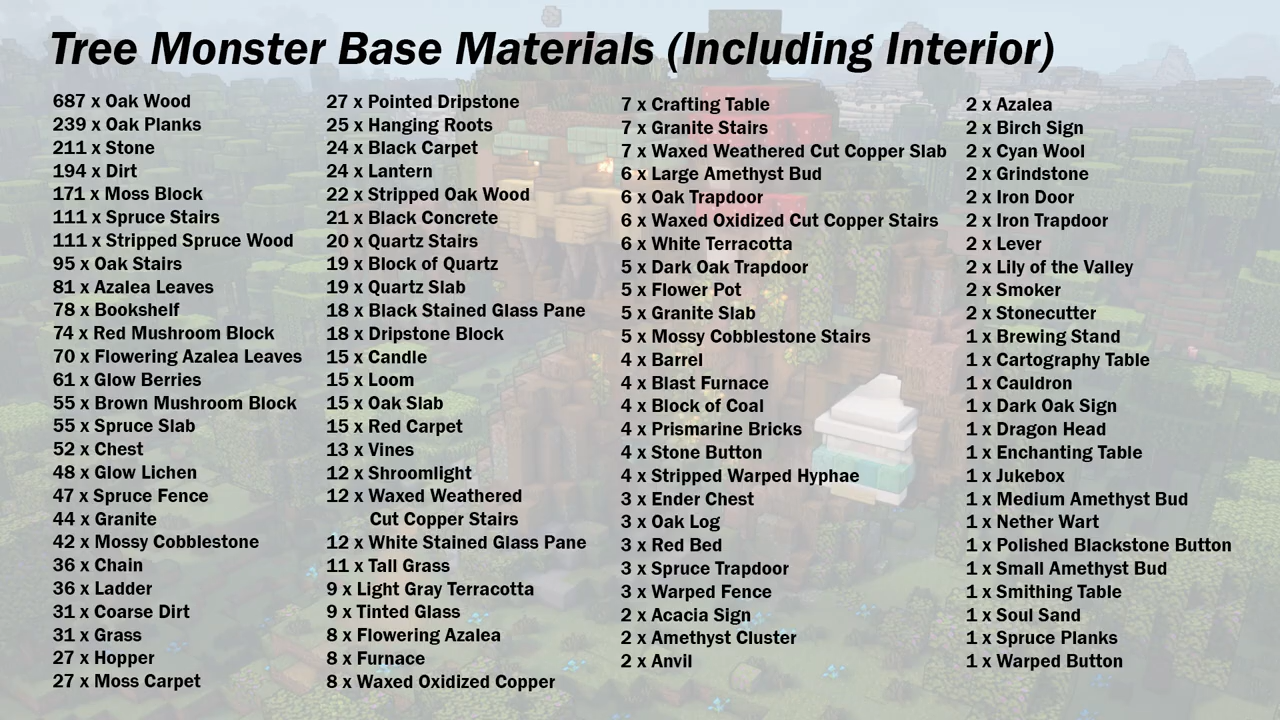 Tree Monster Base Materials (Including Interior)
687 x Oak Wood
239 x Oak Planks
211 x Stone
194 x Dirt
171 x Moss Block
111 x Spruce Stairs
111 x Stripped Spruce Wood
95 x Oak Stairs
81 x Azalea Leaves
78 x Bookshelf
74 x Red Mushroom Block
70 x Flowering Azalea Leaves
61 x Glow Berries
55 x Brown Mushroom Block
55 x Spruce Slab
52 x Chest
48 x Glow Lichen
47 x Spruce Fence
44 x Granite
42 x Mossy Cobblestone
36 x Chain
36 x Ladder
31 x Coarse Dirt
31 x Grass
27 x Hopper
27 x Moss Carpet
27 x Pointed Dripstone
25 x Hanging Roots
24 x Black Carpet
24 x Lantern
22 x Stripped Oak Wood
21 x Black Concrete
20 x Quartz Stairs
19 x Block of Quartz
19 x Quartz Slab
18 x Black Stained Glass Pane
18 x Dripstone Block
15 x Candle
15 x Loom
15 x Oak Slab
15 x Red Carpet
13 x Vines
12 x Shroomlight
12 x Waxed Weathered
Cut Copper Stairs
12 x White Stained Glass Pane
11 x Tall Grass
9 x Light Gray Terracotta
9 x Tinted Glass
8 x Flowering Azalea
8 x Furnace
8 x Waxed Oxidized Copper
7 x Crafting Table
7 x Granite Stairs
7 x Waxed Weathered Cut Copper Slab
6 x Large Amethyst Bud
6 x Oak Trapdoor
6 x Waxed Oxidized Cut Copper Stairs
6 x White Terracotta
5 x Dark Oak Trapdoor
5 x Flower Pot
5 x Granite Slab
5 x Mossy Cobblestone Stairs
4 x Barrel
4 x Blast Furnace
4 x Block of Coal
4 x Prismarine Bricks
4 x Stone Button
4 x Stripped Warped Hyphae
3 x Ender Chest
3 x Oak Log
3 x Red Bed
3 x Spruce Trapdoor
3 x Warped Fence
2 x Acacia Sign
2 x Amethyst Cluster
2 x Anvil
2 x Azalea
2 x Birch Sign
2 x Cyan Wool
2 x Grindstone
2 x Iron Door
2 x Iron Trapdoor
2 x Lever
2 x Lily of the Valley
2 x Smoker
2 x Stonecutter
1 x Brewing Stand
1 x Cartography Table
1 x Cauldron
1 x Dark Oak Sign
1 x Dragon Head
1 x Enchanting Table
1 x Jukebox
1 x Medium Amethyst Bud
1 x Nether Wart
1 x Polished Blackstone Button
1 x Small Amethyst Bud
1 x Smithing Table
1 x Soul Sand
1 x Spruce Planks
1 x Warped Button